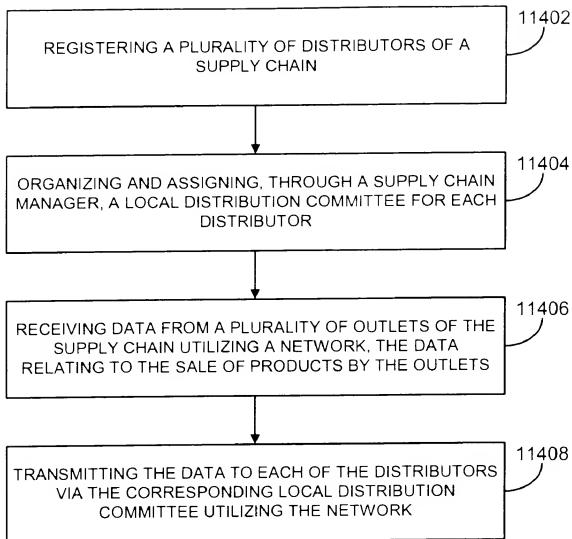 11402
REGISTERING A PLURALITY OF DISTRIBUTORS OF A
SUPPLY CHAIN
11404
ORGANIZING AND ASSIGNING, THROUGH A SUPPLY CHAIN
MANAGER, A LOCAL DISTRIBUTION COMMITTEE FOR EACH
DISTRIBUTOR
11406
RECEIVING DATA FROM A PLURALITY OF OUTLETS OF THE
SUPPLY CHAIN UTILIZING A NETWORK, THE DATA
RELATING TO THE SALE OF PRODUCTS BY THE OUTLETS
11408
TRANSMITTING THE DATA TO EACH OF THE DISTRIBUTORS
VIA THE CORRESPONDING LOCAL DISTRIBUTION
COMMITTEE UTILIZING THE NETWORK